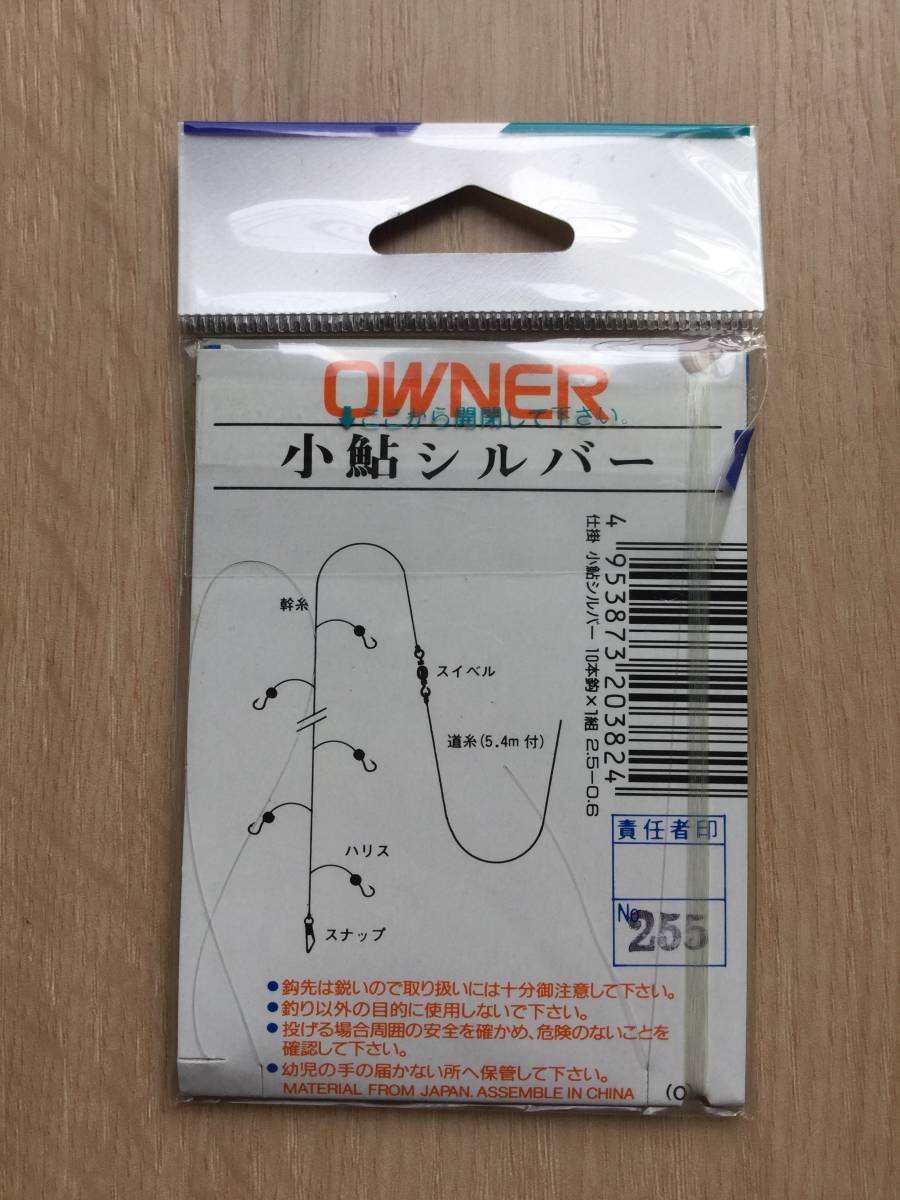 OWNER
ここから開閉して下さい。
小鮎シルバー
幹糸
スイベル
道糸(5.4m付)
ハリス
スナップ
4 953873 203824
仕掛 小鮎シルバー 10本鈎×1組 2.5-0.6
責任者印
No 255
●鈎先は鋭いので取り扱いには十分御注意して下さい。
●釣り以外の目的に使用しないで下さい。
●投げる場合周囲の安全を確かめ、危険のないことを
確認して下さい。
●幼児の手の届かない所へ保管して下さい。
MATERIAL FROM JAPAN. ASSEMBLE IN CHINA